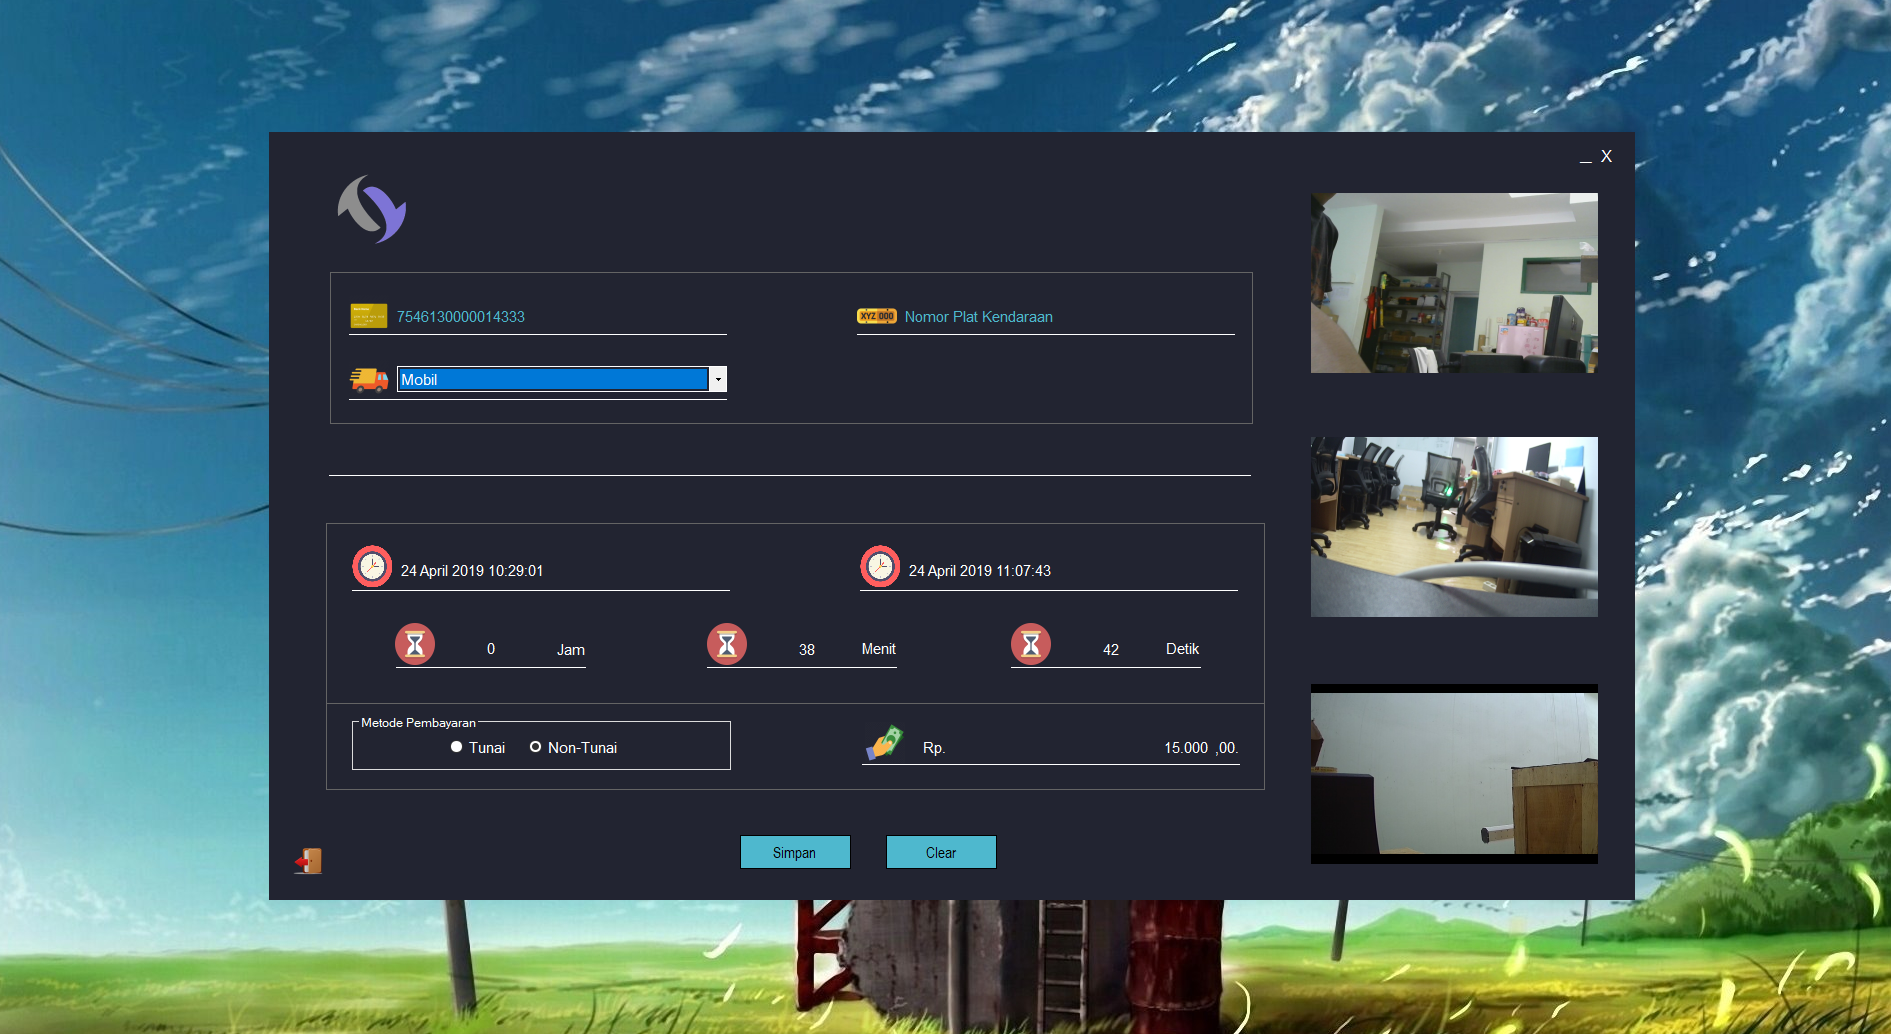 _ X
7546130000014333
XYZ 000 Nomor Plat Kendaraan
Mobil
24 April 2019 10:29:01
24 April 2019 11:07:43
0 Jam
38 Menit
42 Detik
Metode Pembayaran
Tunai Non-Tunai
Rp. 15.000 ,00.
Simpan
Clear